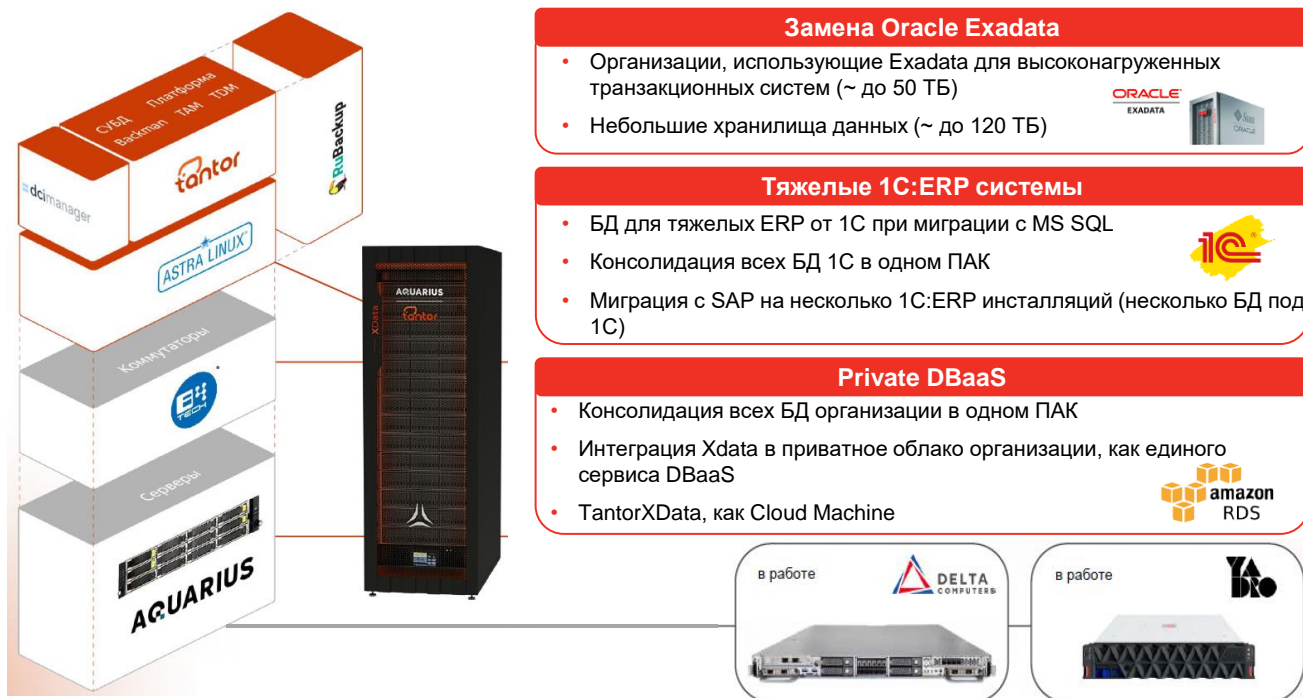 СУБД Платформа
Backman TAM TDM
tantor
dcimanager
RuBackup
ASTRA LINUX®
Коммутаторы
B4
TECH
Серверы
AQUARIUS
XData
AQUARIUS
tantor
Замена Oracle Exadata
• Организации, использующие Exadata для высоконагруженных
транзакционных систем (~ до 50 ТБ)
• Небольшие хранилища данных (~ до 120 ТБ)
ORACLE®
EXADATA
Sun
ORACLE
Тяжелые 1С:ERP системы
• БД для тяжелых ERP от 1С при миграции с MS SQL
• Консолидация всех БД 1С в одном ПАК
• Миграция с SAP на несколько 1С:ERP инсталляций (несколько БД под
1С)
1С®
Private DBaaS
• Консолидация всех БД организации в одном ПАК
• Интеграция Xdata в приватное облако организации, как единого
сервиса DBaaS
• TantorXData, как Cloud Machine
amazon
RDS
в работе
DELTA
COMPUTERS
в работе
YADRO